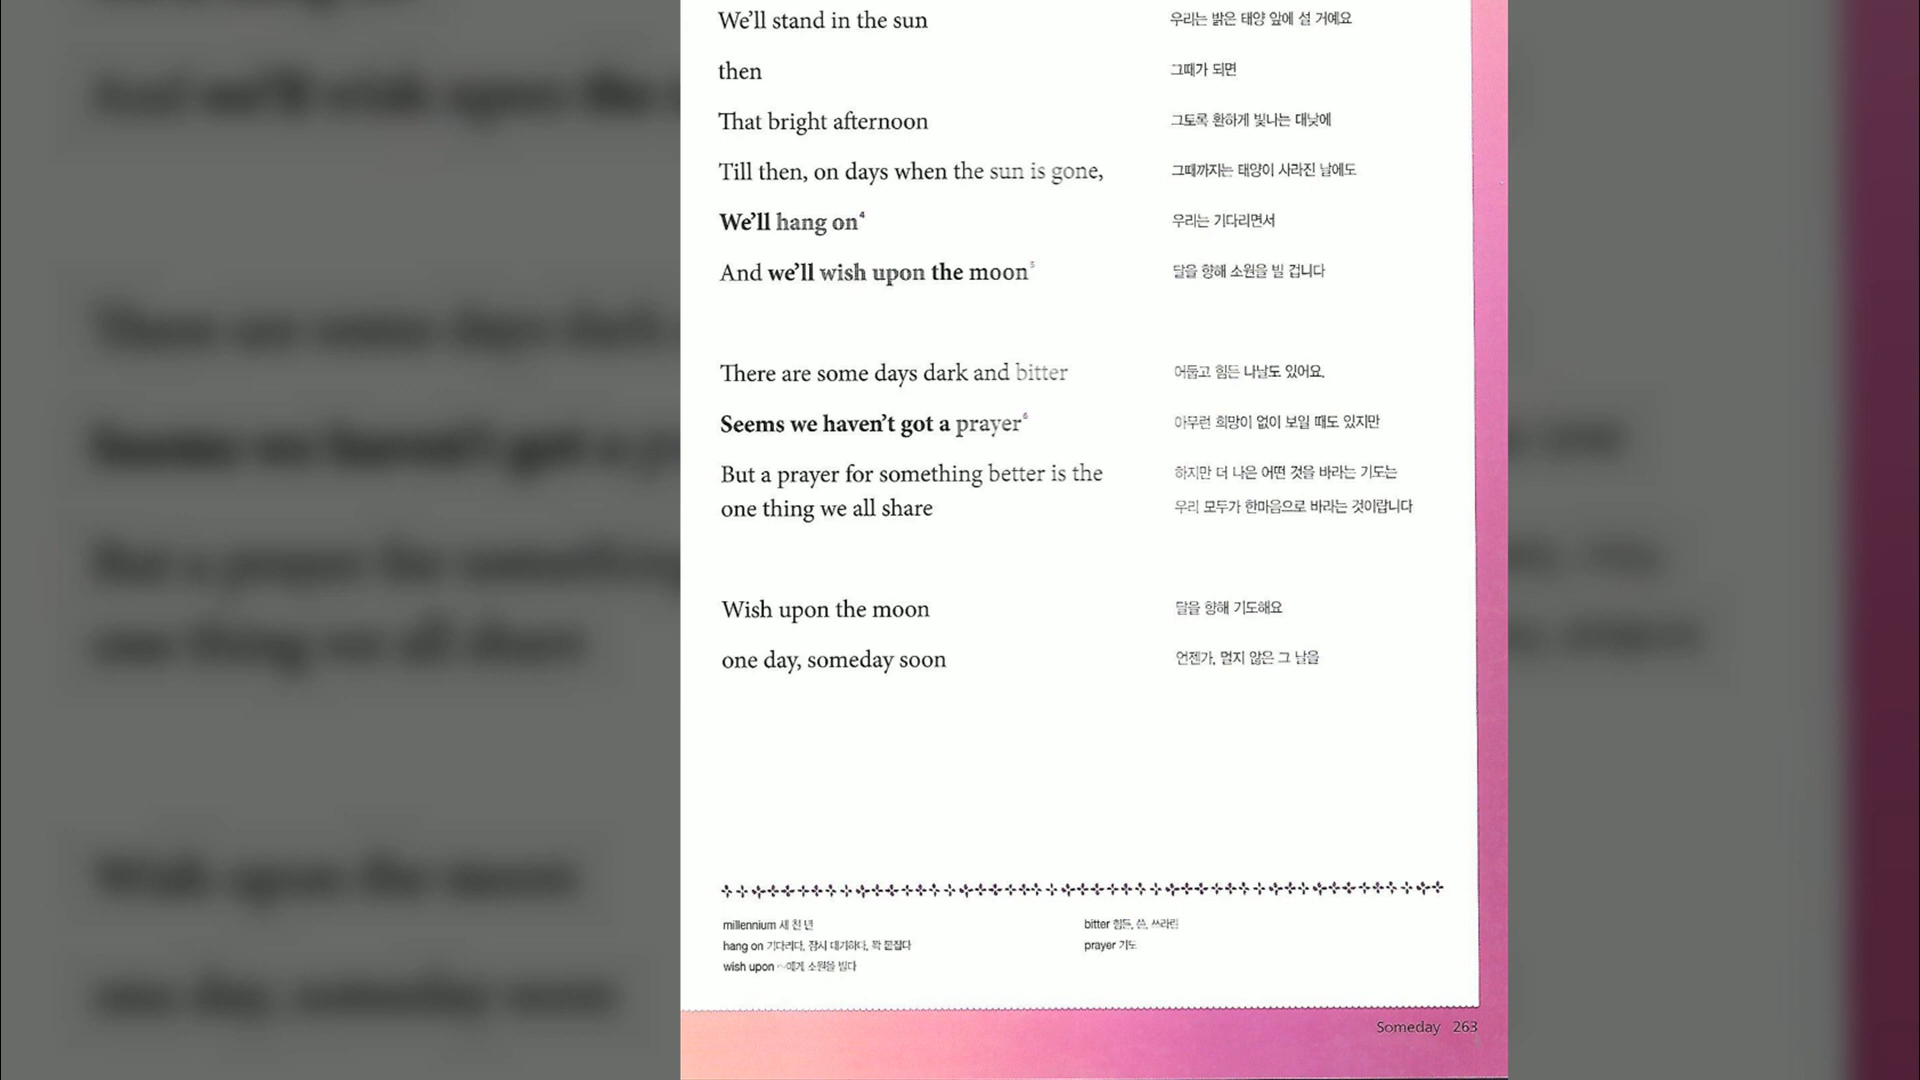 We'll stand in the sun
우리는 밝은 태양 앞에 설 거예요
then
그때가 되면
That bright afternoon
그토록 환하게 빛나는 대낮에
Till then, on days when the sun is gone,
그때까지는 태양이 사라진 날에도
We'll hang on⁴
우리는 기다리면서
And we'll wish upon the moon⁵
달을 향해 소원을 빌 겁니다
There are some days dark and bitter
어둡고 힘든 나날도 있어요.
Seems we haven't got a prayer⁶
아무런 희망이 없이 보일 때도 있지만
But a prayer for something better is the
하지만 더 나은 어떤 것을 바라는 기도는
one thing we all share
우리 모두가 한마음으로 바라는 것이랍니다
Wish upon the moon
달을 향해 기도해요
one day, someday soon
언젠가, 멀지 않은 그 날을
millennium 새 천 년
hang on 기다리다, 잠시 대기하다, 꽉 붙잡다
wish upon ~에게 소원을 빌다
bitter 힘든, 쓴, 쓰라린
prayer 기도
Someday 263